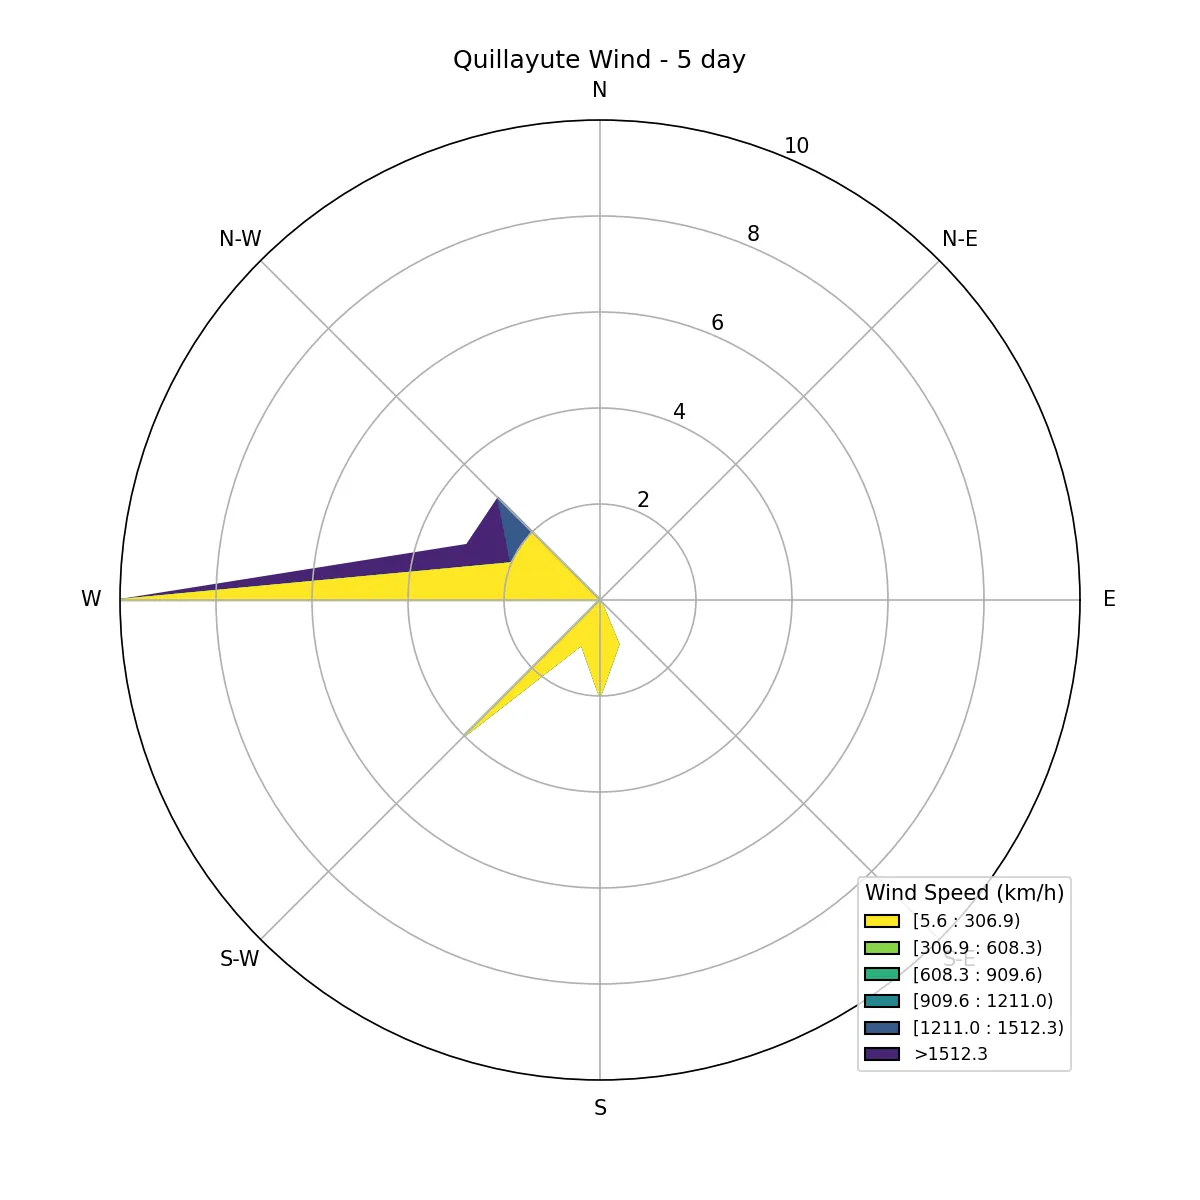 Quillayute Wind - 5 day
N
10
N-W
8
N-E
6
4
2
W
E
S-W
S-E
S
Wind Speed (km/h)
[5.6 : 306.9)
[306.9 : 608.3)
[608.3 : 909.6)
[909.6 : 1211.0)
[1211.0 : 1512.3)
>1512.3